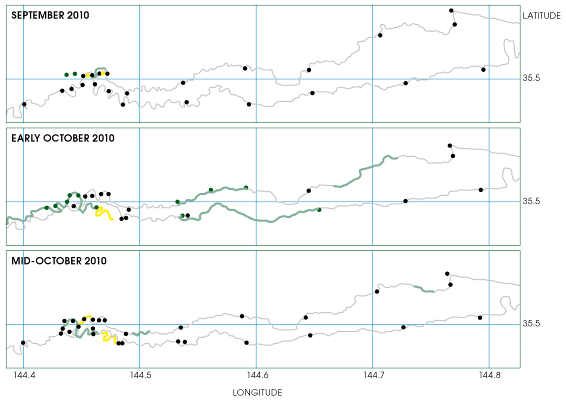 SEPTEMBER 2010
LATITUDE
35.5
EARLY OCTOBER 2010
35.5
MID-OCTOBER 2010
35.5
144.4 144.5 144.6 144.7 144.8
LONGITUDE